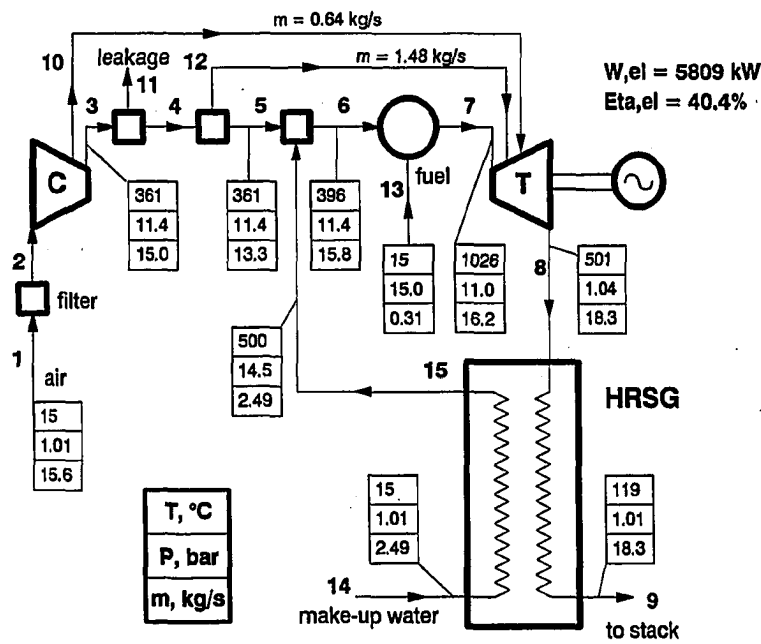 m = 0.64 kg/s
10
leakage
12
m = 1.48 kg/s
W,el = 5809 kW
Eta,el = 40.4%
11
3
4
5
6
7
C
T
~
13
fuel
361
11.4
15.0
361
11.4
13.3
396
11.4
15.8
15
15.0
0.31
1026
11.0
16.2
8
501
1.04
18.3
2
filter
1
air
15
1.01
15.6
500
14.5
2.49
15
HRSG
T, °C
P, bar
m, kg/s
15
1.01
2.49
119
1.01
18.3
14
make-up water
9
to stack